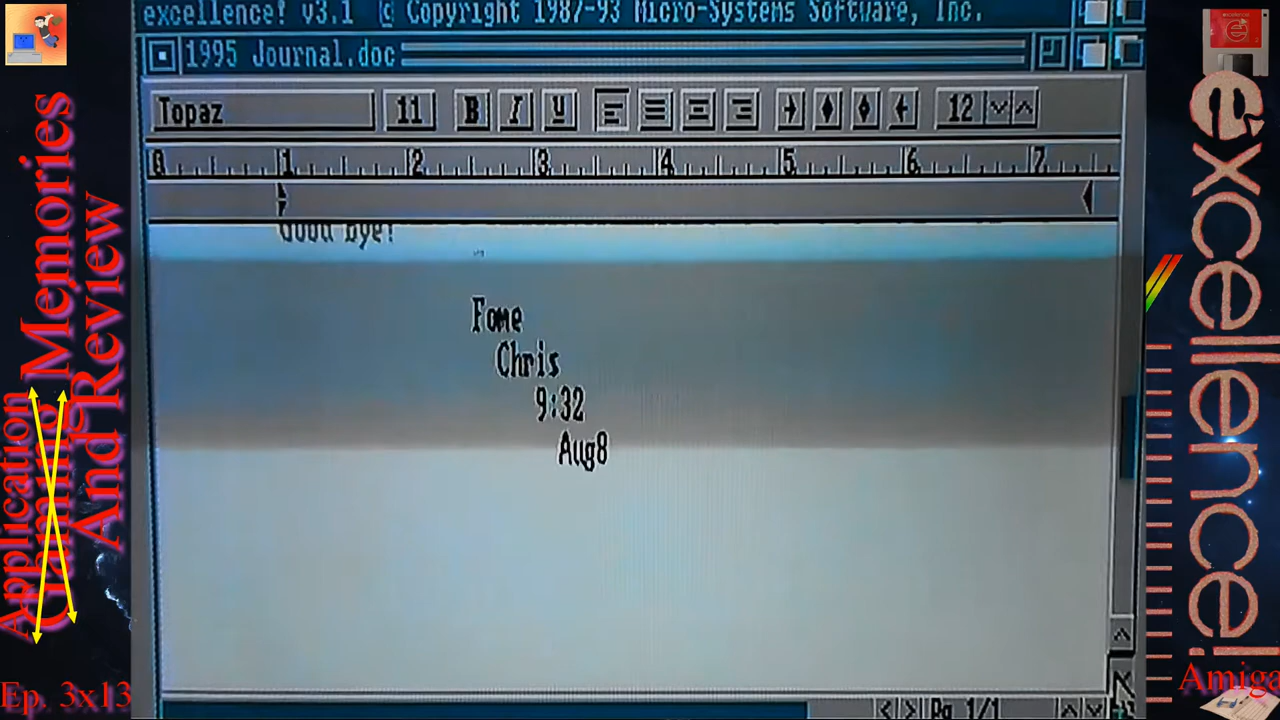 excellence! v3.1 © Copyright 1987-93 Micro-Systems Software, Inc.
1995 Journal.doc
Topaz 11 B I U 12
0 1 2 3 4 5 6 7
Good bye!
Fome
Chris
9:32
Aug8
Pg 1/1
Application
Gaming Memories
And Review
Ep. 3x13
excellence!
Amiga